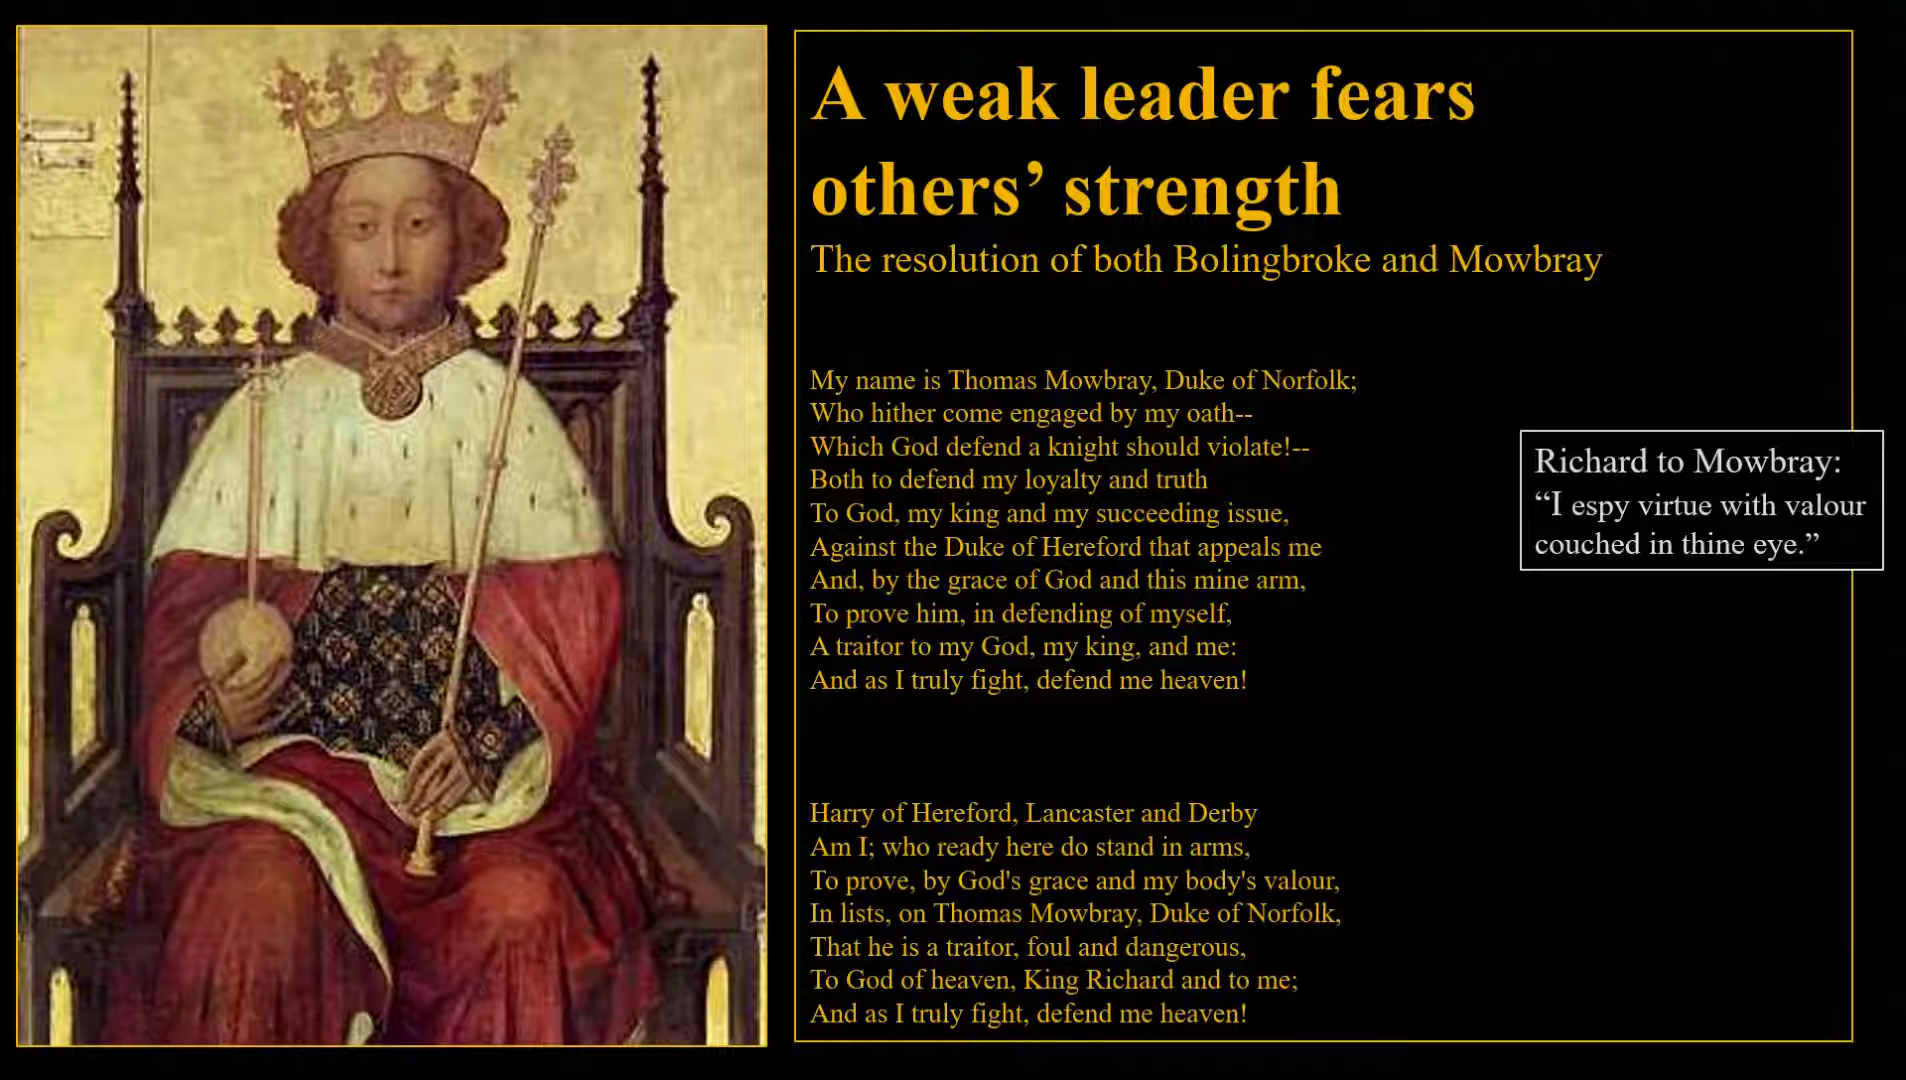 A weak leader fears
others’ strength
The resolution of both Bolingbroke and Mowbray
My name is Thomas Mowbray, Duke of Norfolk;
Who hither come engaged by my oath--
Which God defend a knight should violate!--
Both to defend my loyalty and truth
To God, my king and my succeeding issue,
Against the Duke of Hereford that appeals me
And, by the grace of God and this mine arm,
To prove him, in defending of myself,
A traitor to my God, my king, and me:
And as I truly fight, defend me heaven!
Richard to Mowbray:
“I espy virtue with valour
couched in thine eye.”
Harry of Hereford, Lancaster and Derby
Am I; who ready here do stand in arms,
To prove, by God's grace and my body's valour,
In lists, on Thomas Mowbray, Duke of Norfolk,
That he is a traitor, foul and dangerous,
To God of heaven, King Richard and to me;
And as I truly fight, defend me heaven!